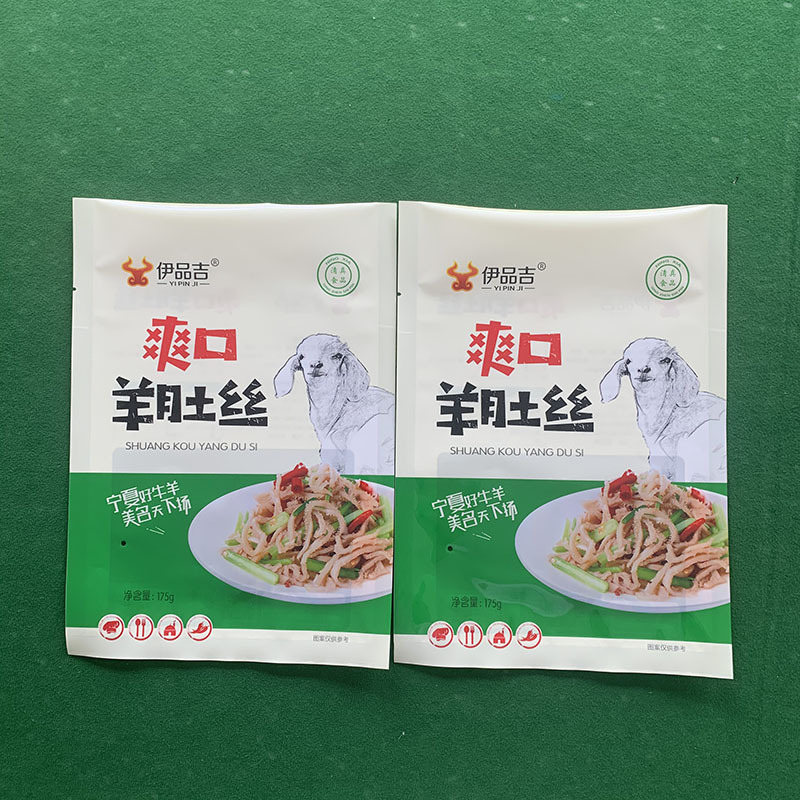 伊品吉®
YI PIN JI
清真
食品
爽口
羊肚丝
SHUANG KOU YANG DU SI
宁夏好牛羊
美名天下扬
净含量：175g
图案仅供参考
伊品吉®
YI PIN JI
清真
食品
爽口
羊肚丝
SHUANG KOU YANG DU SI
宁夏好牛羊
美名天下扬
净含量：175g
图案仅供参考